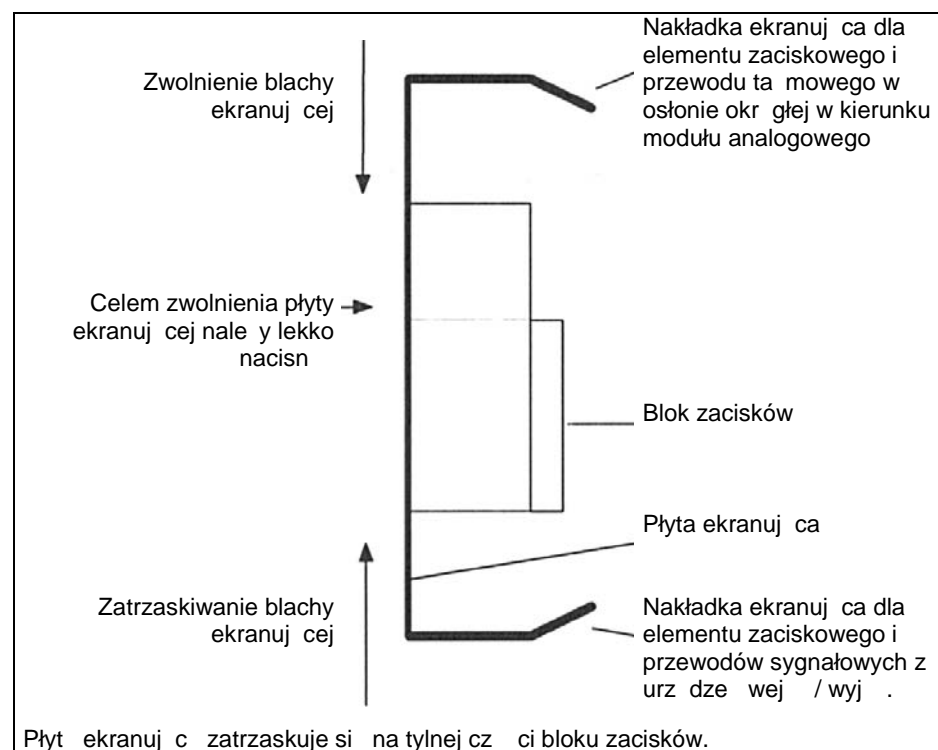 Nakładka ekranuj ca dla
elementu zaciskowego i
przewodu ta mowego w
osłonie okr głej w kierunku
modułu analogowego
Zwolnienie blachy
ekranuj cej
Celem zwolnienia płyty
ekranuj cej nale y lekko
nacisn
Blok zacisków
Płyta ekranuj ca
Zatrzaskiwanie blachy
ekranuj cej
Nakładka ekranuj ca dla
elementu zaciskowego i
przewodów sygnałowych z
urz dze wej / wyj .
Płyt ekranuj c zatrzaskuje si na tylnej cz ci bloku zacisków.